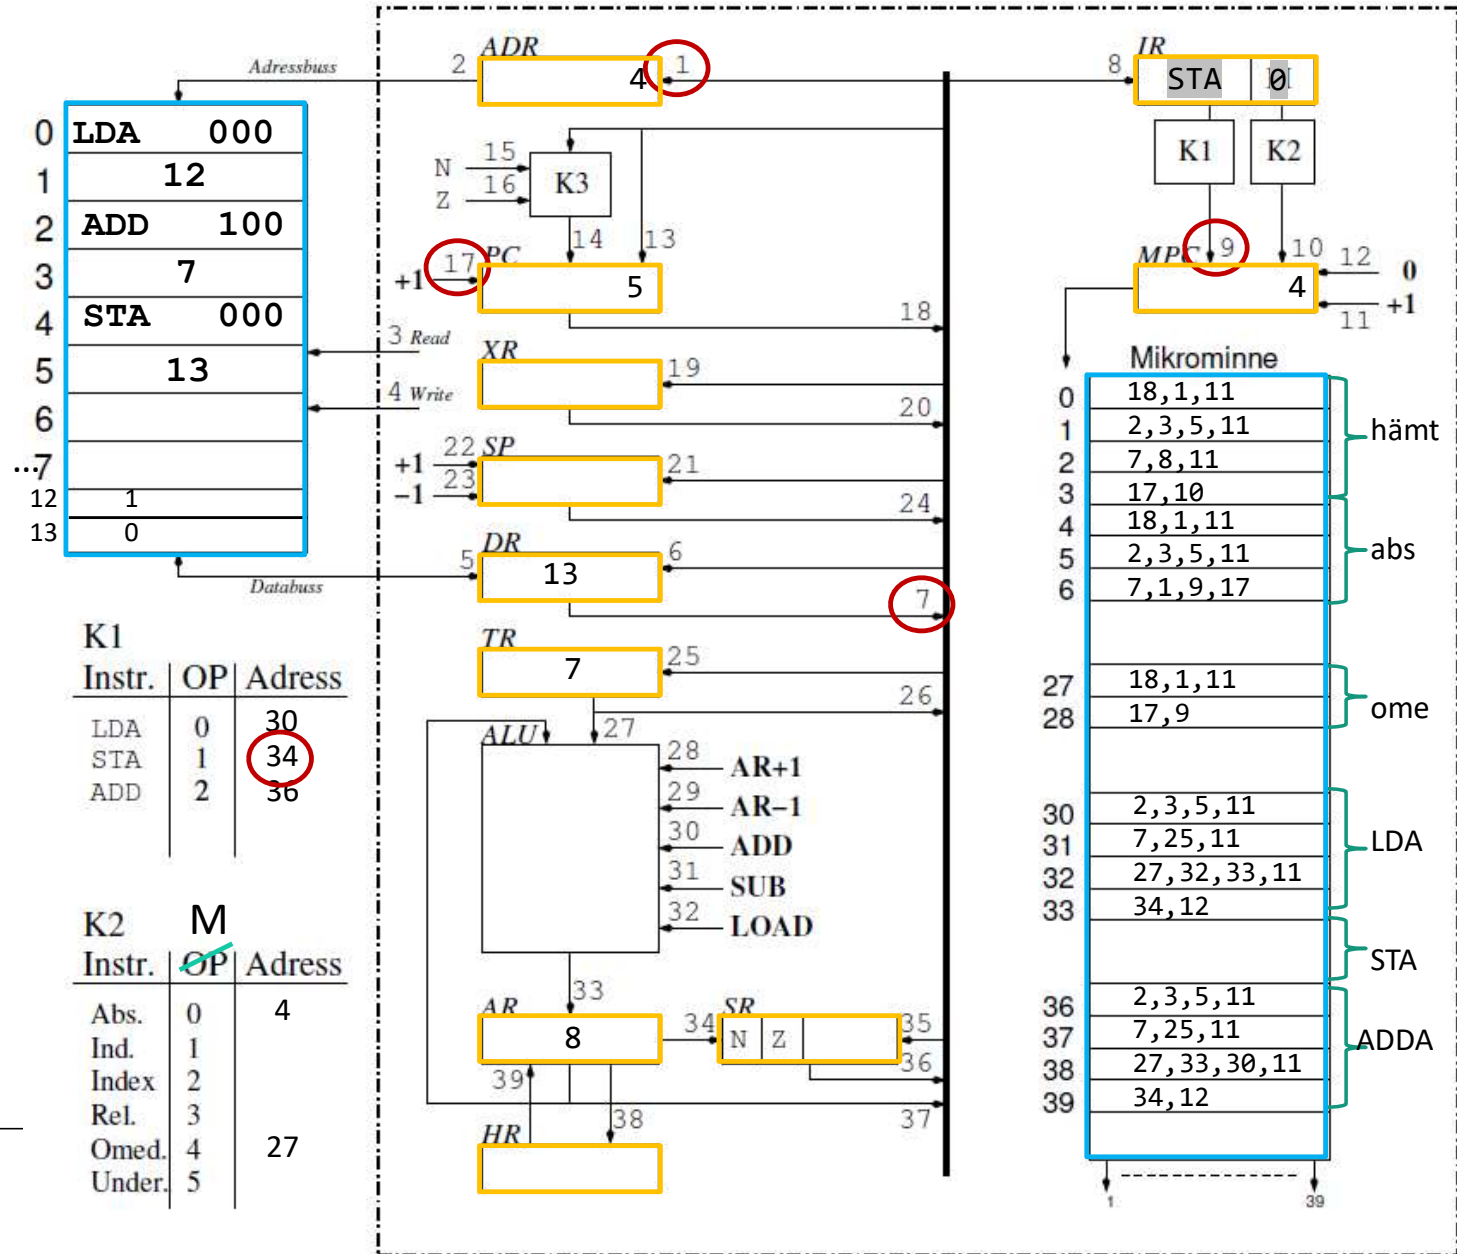 ADR
IR
Adressbuss
2
4
1
8
STA 0
0 LDA 000
1 12
2 ADD 100
3 7
4 STA 000
5 13
6
...7
12 1
13 0
K1
K2
N
15
Z
16
K3
14
13
9
10
12
0
+1
17
PC
5
MPC
4
11
+1
18
3 Read
XR
19
4 Write
20
+1
22
SP
21
-1
23
24
5
DR
6
13
Databuss
7
TR
7
25
26
27
ALU
28 AR+1
29 AR−1
30 ADD
31 SUB
32 LOAD
33
AR
8
34
SR
N Z
35
36
39
38
37
HR
Mikrominne
0 18,1,11
1 2,3,5,11
2 7,8,11
3 17,10
hämt
4 18,1,11
5 2,3,5,11
6 7,1,9,17
abs
27 18,1,11
28 17,9
ome
30 2,3,5,11
31 7,25,11
32 27,32,33,11
33 34,12
LDA
STA
36 2,3,5,11
37 7,25,11
38 27,33,30,11
39 34,12
ADDA
1
39
K1
Instr. OP Adress
LDA 0 30
STA 1 34
ADD 2 36
K2 M
Instr. OP Adress
Abs. 0 4
Ind. 1
Index 2
Rel. 3
Omed. 4 27
Under. 5